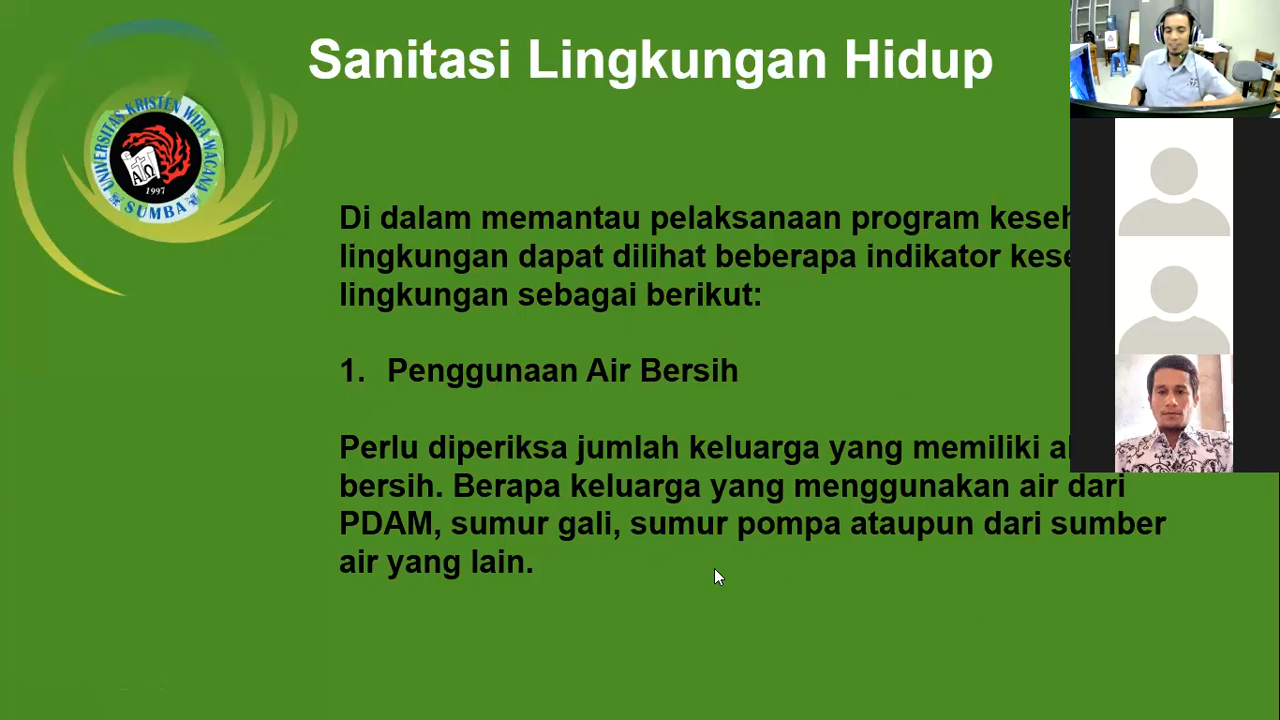 Sanitasi Lingkungan Hidup
UNIVERSITAS KRISTEN WIRA WACANA
SUMBA
A Ω
1997
Di dalam memantau pelaksanaan program
lingkungan dapat dilihat beberapa indikator
lingkungan sebagai berikut:
1. Penggunaan Air Bersih
Perlu diperiksa jumlah keluarga yang memiliki
bersih. Berapa keluarga yang menggunakan air dari
PDAM, sumur gali, sumur pompa ataupun dari sumber
air yang lain.